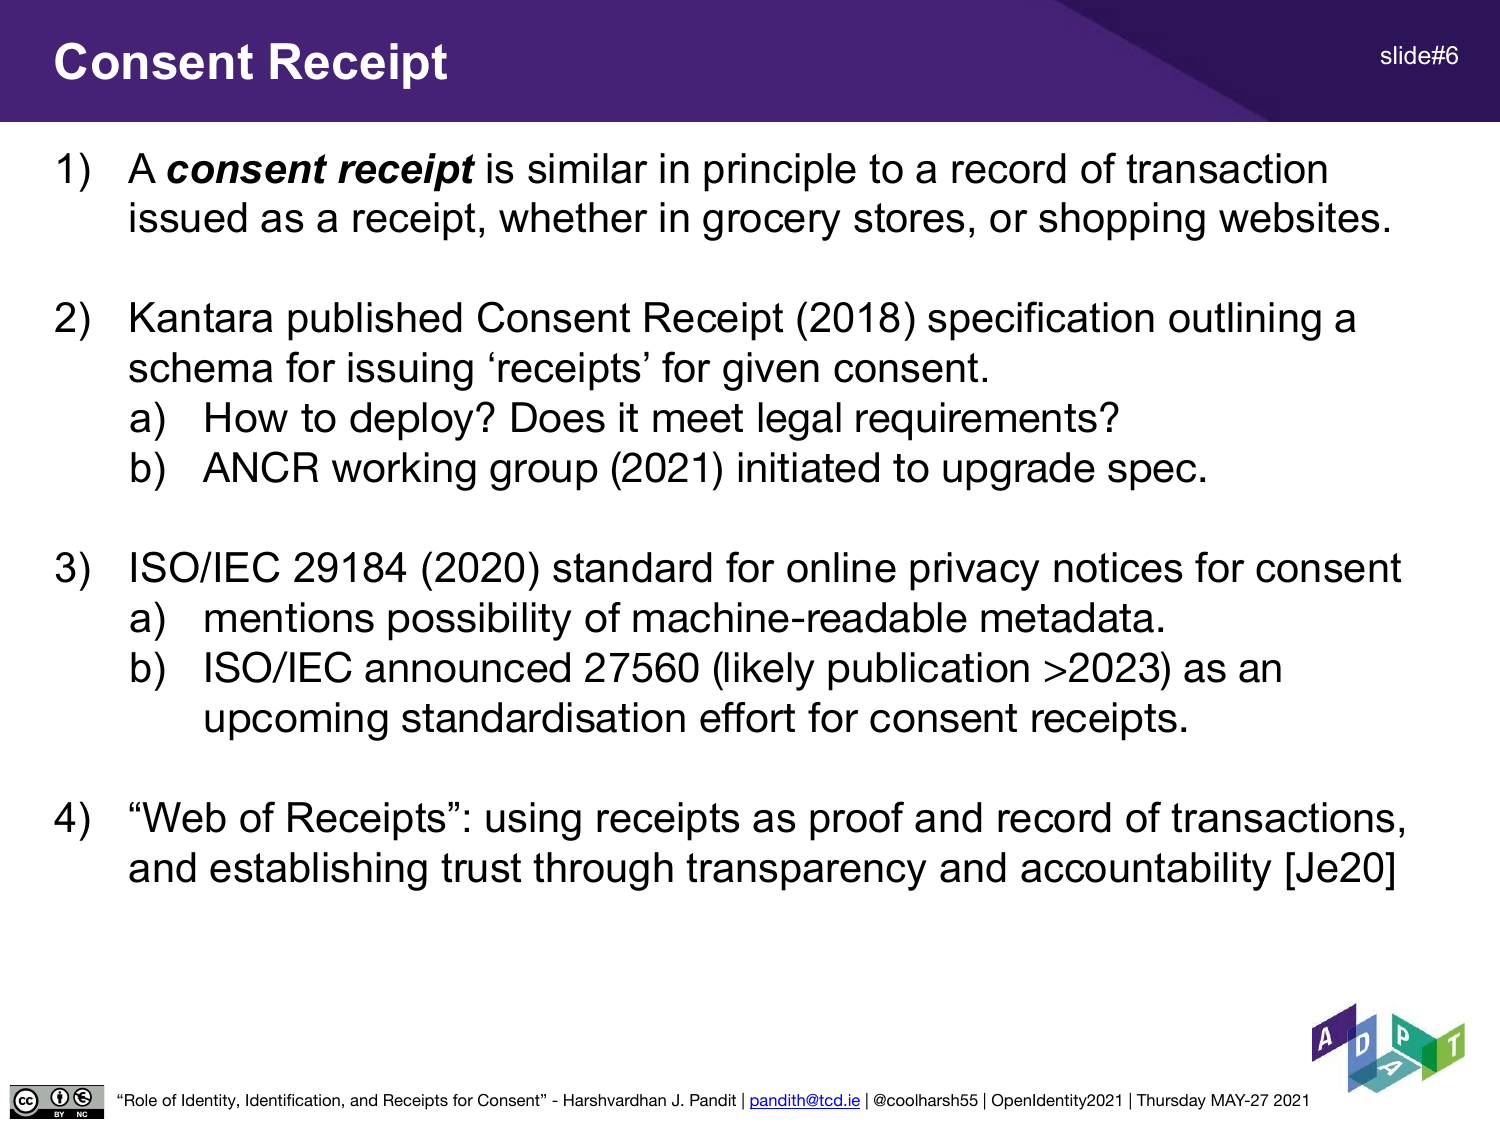 Consent Receipt
slide#6
1) A consent receipt is similar in principle to a record of transaction
issued as a receipt, whether in grocery stores, or shopping websites.
2) Kantara published Consent Receipt (2018) specification outlining a
schema for issuing ‘receipts’ for given consent.
a) How to deploy? Does it meet legal requirements?
b) ANCR working group (2021) initiated to upgrade spec.
3) ISO/IEC 29184 (2020) standard for online privacy notices for consent
a) mentions possibility of machine-readable metadata.
b) ISO/IEC announced 27560 (likely publication >2023) as an
upcoming standardisation effort for consent receipts.
4) “Web of Receipts”: using receipts as proof and record of transactions,
and establishing trust through transparency and accountability [Je20]
ADAPT
cc BY NC
“Role of Identity, Identification, and Receipts for Consent” - Harshvardhan J. Pandit | pandith@tcd.ie | @coolharsh55 | OpenIdentity2021 | Thursday MAY-27 2021